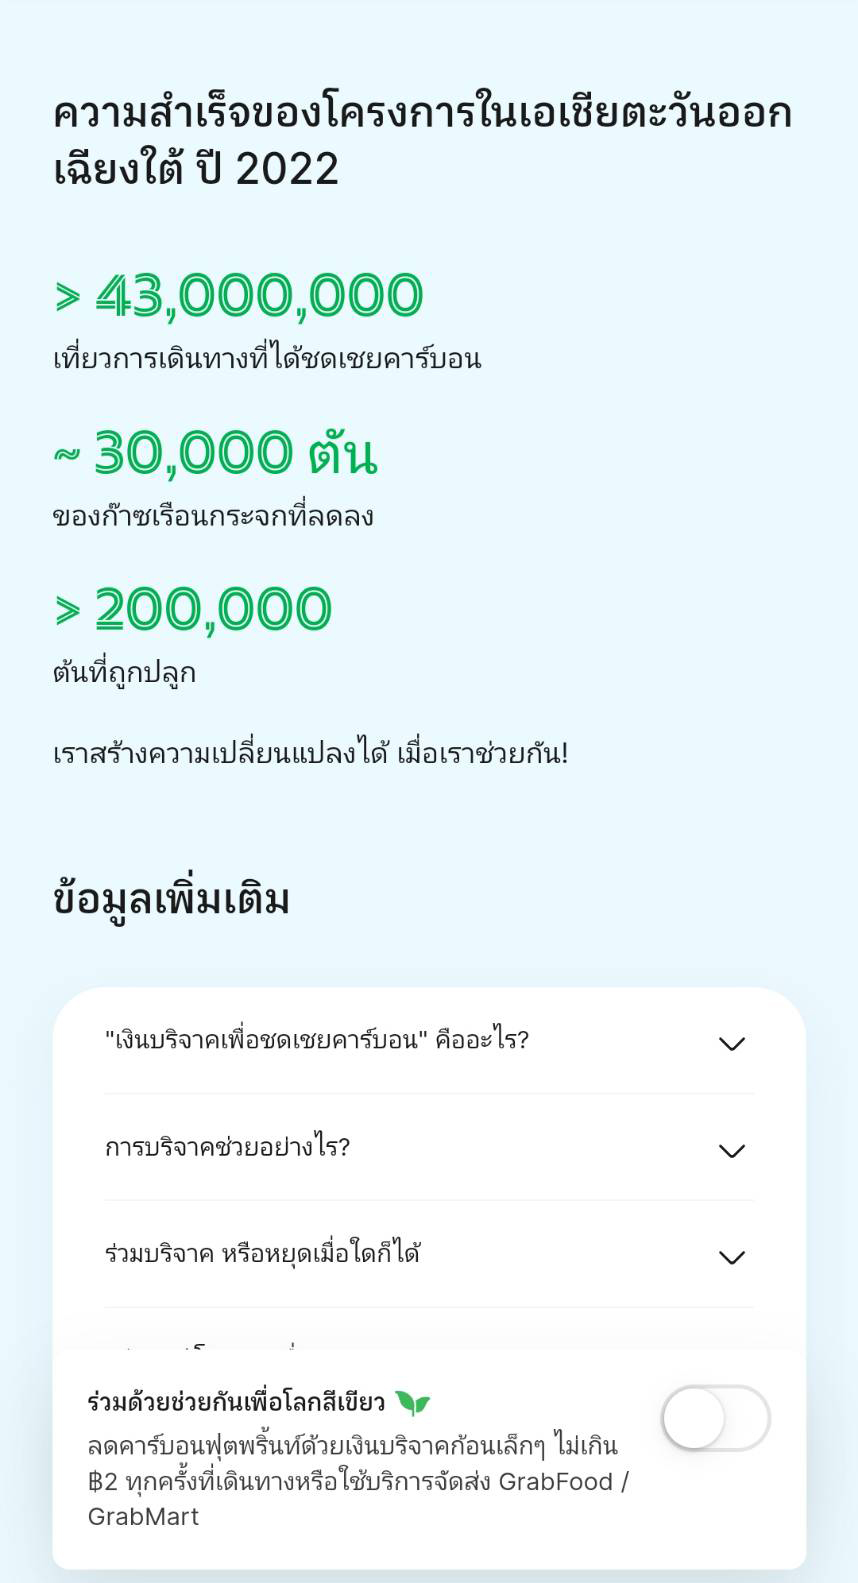 ความสำเร็จของโครงการในเอเชียตะวันออก
เฉียงใต้ ปี 2022
> 43,000,000
เที่ยวการเดินทางที่ได้ชดเชยคาร์บอน
~ 30,000 ตัน
ของก๊าซเรือนกระจกที่ลดลง
> 200,000
ต้นที่ถูกปลูก
เราสร้างความเปลี่ยนแปลงได้ เมื่อเราช่วยกัน!
ข้อมูลเพิ่มเติม
"เงินบริจาคเพื่อชดเชยคาร์บอน" คืออะไร?
การบริจาคช่วยอย่างไร?
ร่วมบริจาค หรือหยุดเมื่อใดก็ได้
ร่วมด้วยช่วยกันเพื่อโลกสีเขียว
ลดคาร์บอนฟุตพริ้นท์ด้วยเงินบริจาคก้อนเล็กๆ ไม่เกิน
฿2 ทุกครั้งที่เดินทางหรือใช้บริการจัดส่ง GrabFood /
GrabMart